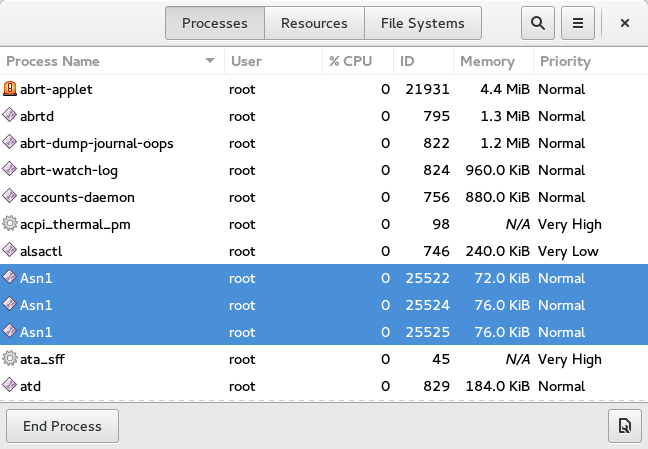 Processes Resources File Systems
Process Name User % CPU ID Memory Priority
abrt-applet root 0 21931 4.4 MiB Normal
abrtd root 0 795 1.3 MiB Normal
abrt-dump-journal-oops root 0 822 1.2 MiB Normal
abrt-watch-log root 0 824 960.0 KiB Normal
accounts-daemon root 0 756 880.0 KiB Normal
acpi_thermal_pm root 0 98 N/A Very High
alsactl root 0 746 240.0 KiB Very Low
Asn1 root 0 25522 72.0 KiB Normal
Asn1 root 0 25524 76.0 KiB Normal
Asn1 root 0 25525 76.0 KiB Normal
ata_sff root 0 45 N/A Very High
atd root 0 829 184.0 KiB Normal
End Process